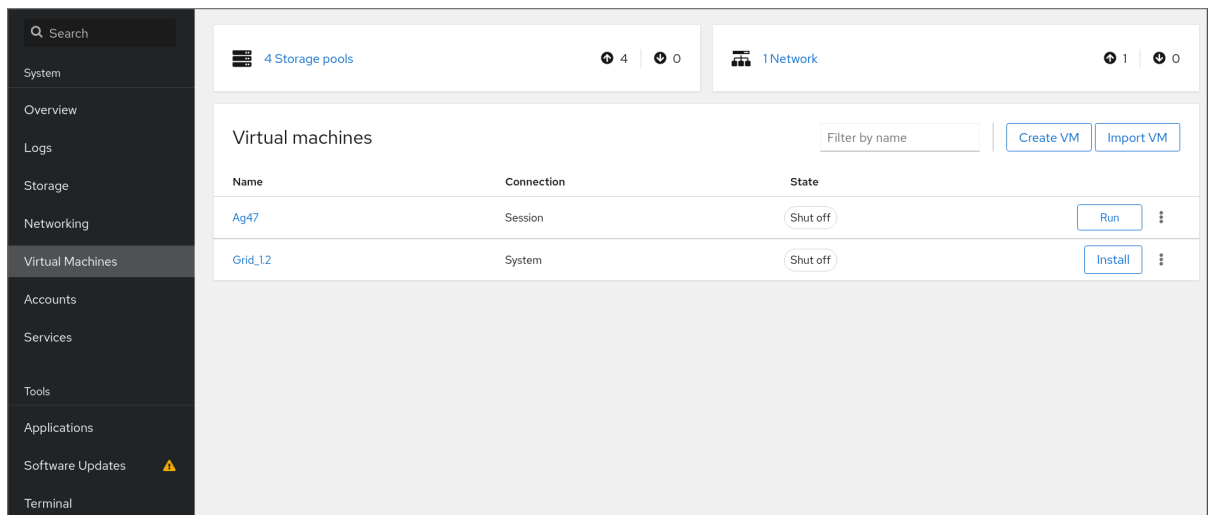 Search
System
Overview
Logs
Storage
Networking
Virtual Machines
Accounts
Services
Tools
Applications
Software Updates
Terminal
4 Storage pools 4 0
1 Network 1 0
Virtual machines Filter by name Create VM Import VM
Name Connection State
Ag47 Session Shut off Run
Grid_1.2 System Shut off Install